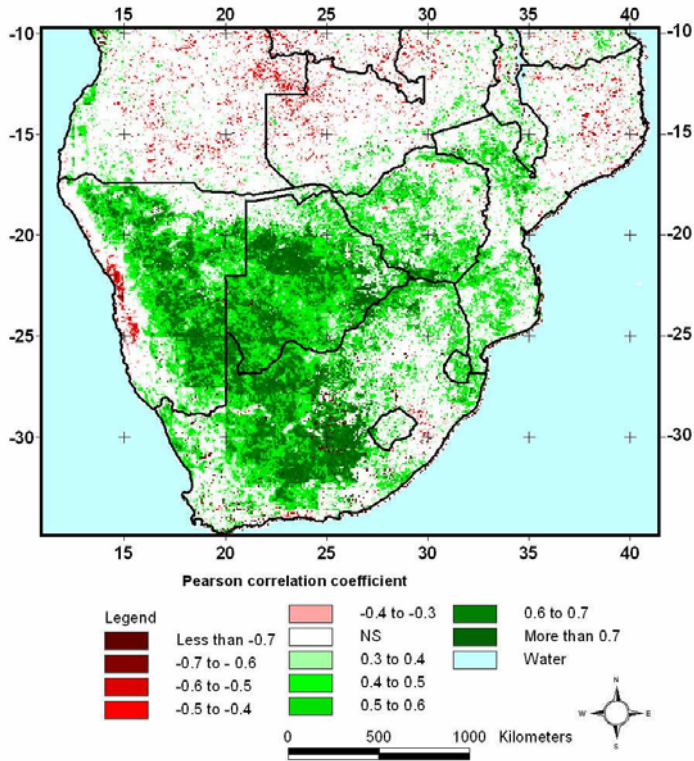 15 20 25 30 35 40
-10 -10
-15 -15
-20 -20
-25 -25
-30 -30
15 20 25 30 35 40
Pearson correlation coefficient
Legend
Less than -0.7
-0.7 to - 0.6
-0.6 to -0.5
-0.5 to -0.4
-0.4 to -0.3
NS
0.3 to 0.4
0.4 to 0.5
0.5 to 0.6
0.6 to 0.7
More than 0.7
Water
N
W E
S
0 500 1000 Kilometers